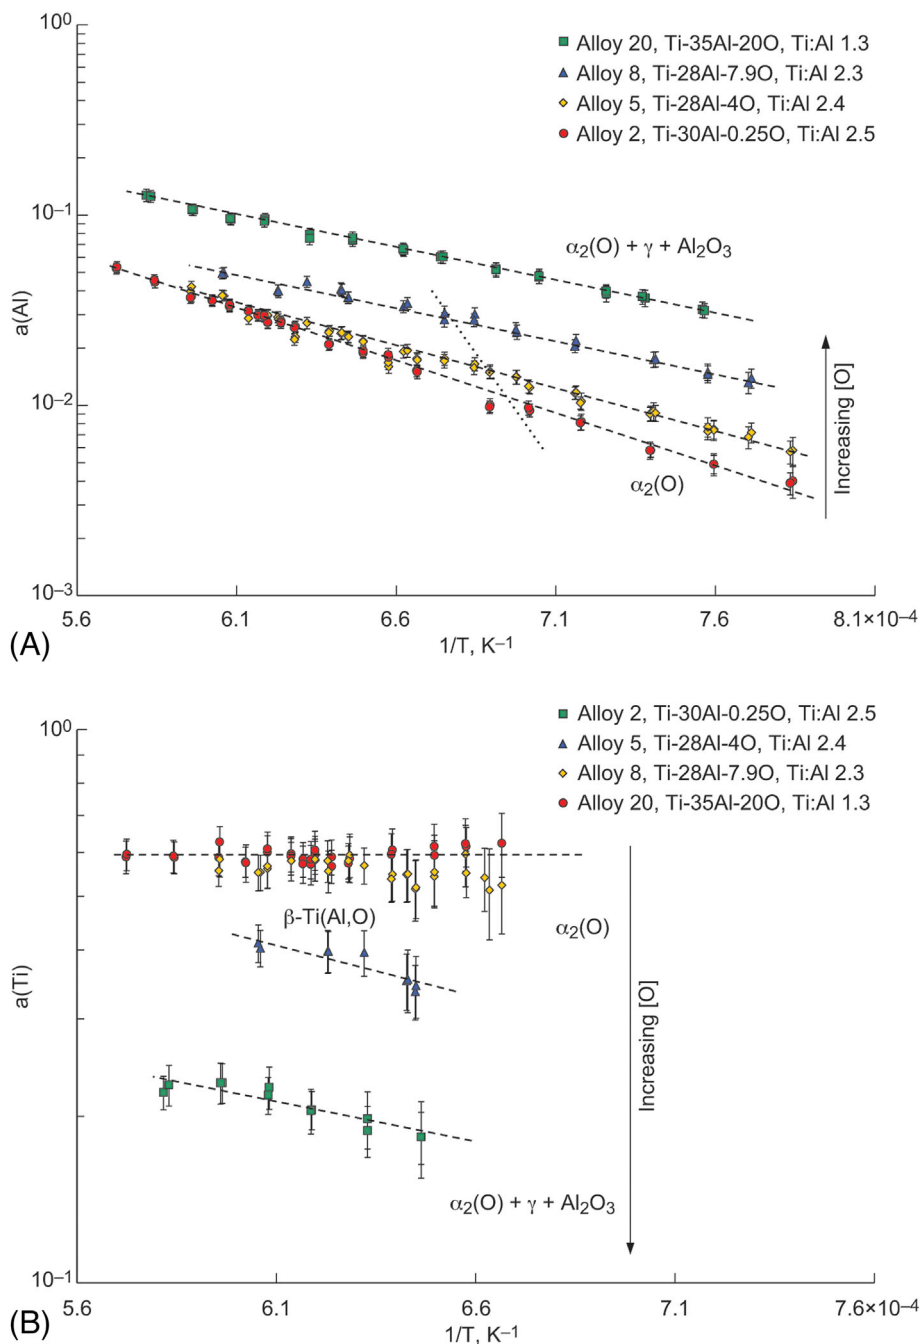 10⁰
Alloy 20, Ti-35Al-20O, Ti:Al 1.3
Alloy 8, Ti-28Al-7.9O, Ti:Al 2.3
Alloy 5, Ti-28Al-4O, Ti:Al 2.4
Alloy 2, Ti-30Al-0.25O, Ti:Al 2.5
10⁻¹
α₂(O) + γ + Al₂O₃
a(Al)
10⁻²
α₂(O)
Increasing [O]
10⁻³
5.6 6.1 6.6 7.1 7.6 8.1×10⁻⁴
(A)
1/T, K⁻¹
10⁰
Alloy 2, Ti-30Al-0.25O, Ti:Al 2.5
Alloy 5, Ti-28Al-4O, Ti:Al 2.4
Alloy 8, Ti-28Al-7.9O, Ti:Al 2.3
Alloy 20, Ti-35Al-20O, Ti:Al 1.3
β-Ti(Al,O)
α₂(O)
a(Ti)
Increasing [O]
α₂(O) + γ + Al₂O₃
10⁻¹
5.6 6.1 6.6 7.1 7.6×10⁻⁴
(B)
1/T, K⁻¹